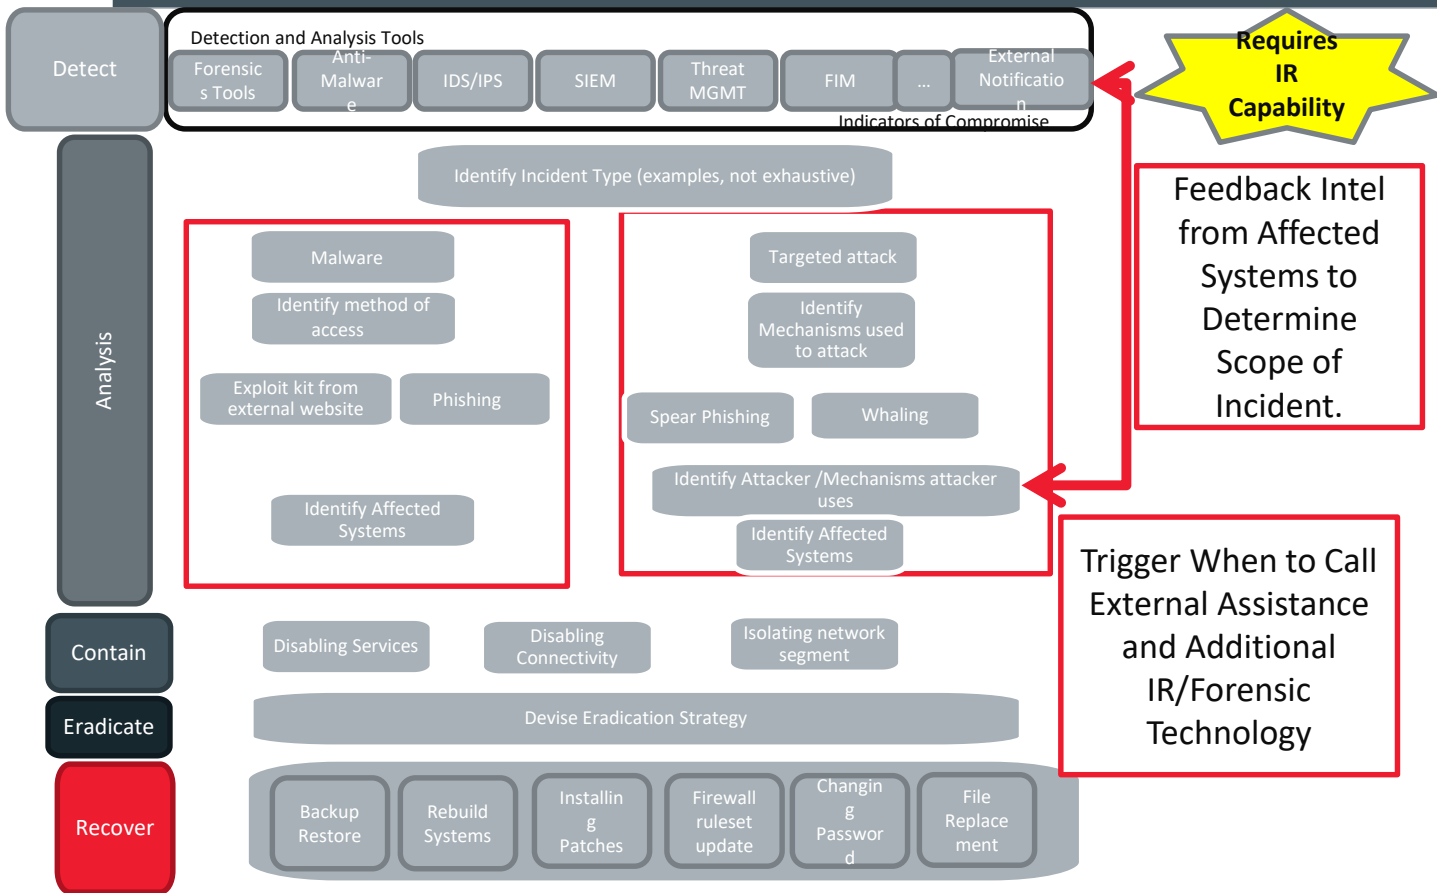 Detect
Detection and Analysis Tools
Forensic
s Tools
Anti-
Malwar
e
IDS/IPS
SIEM
Threat
MGMT
FIM
...
External
Notificatio
n
Indicators of Compromise
Requires
IR
Capability
Analysis
Identify Incident Type (examples, not exhaustive)
Malware
Identify method of
access
Exploit kit from
external website
Phishing
Identify Affected
Systems
Targeted attack
Identify
Mechanisms used
to attack
Spear Phishing
Whaling
Identify Attacker /Mechanisms attacker
uses
Identify Affected
Systems
Feedback Intel
from Affected
Systems to
Determine
Scope of
Incident.
Trigger When to Call
External Assistance
and Additional
IR/Forensic
Technology
Contain
Disabling Services
Disabling
Connectivity
Isolating network
segment
Eradicate
Devise Eradication Strategy
Recover
Backup
Restore
Rebuild
Systems
Installin
g
Patches
Firewall
ruleset
update
Changin
g
Passwor
d
File
Replace
ment